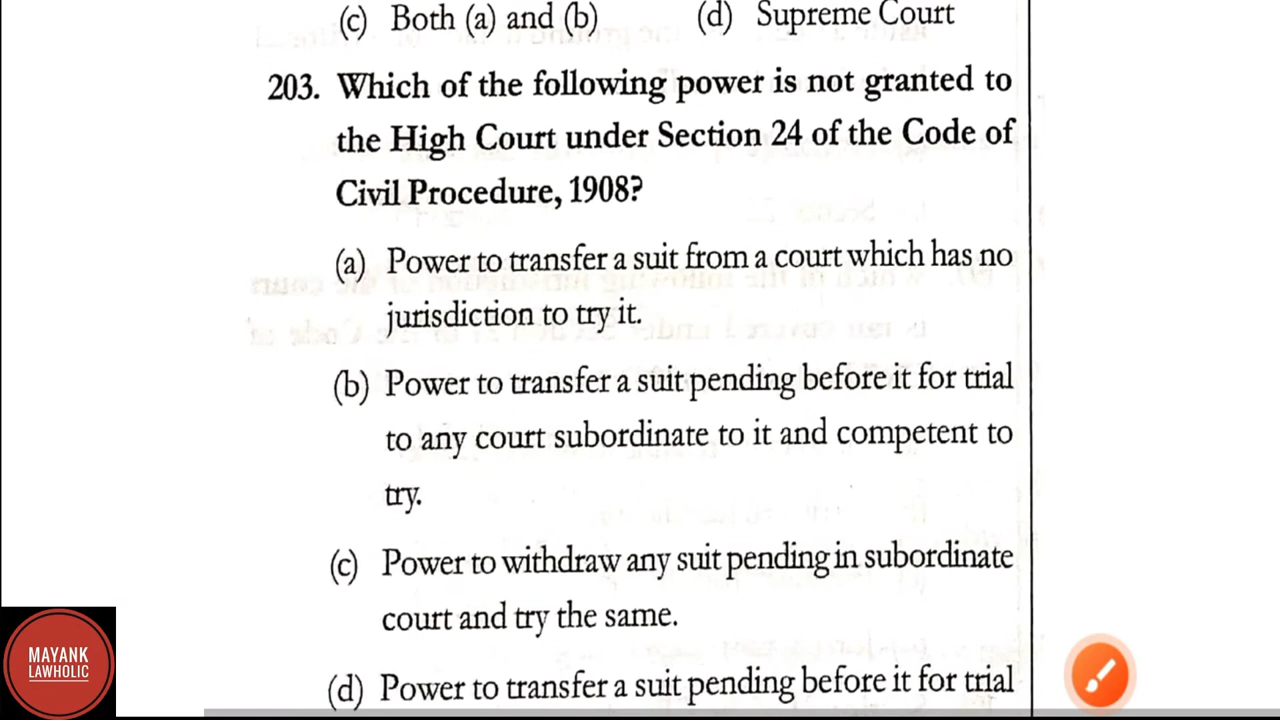 (c) Both (a) and (b) (d) Supreme Court
203. Which of the following power is not granted to
the High Court under Section 24 of the Code of
Civil Procedure, 1908?
(a) Power to transfer a suit from a court which has no
jurisdiction to try it.
(b) Power to transfer a suit pending before it for trial
to any court subordinate to it and competent to
try.
(c) Power to withdraw any suit pending in subordinate
court and try the same.
(d) Power to transfer a suit pending before it for trial
MAYANK
LAWHOLIC